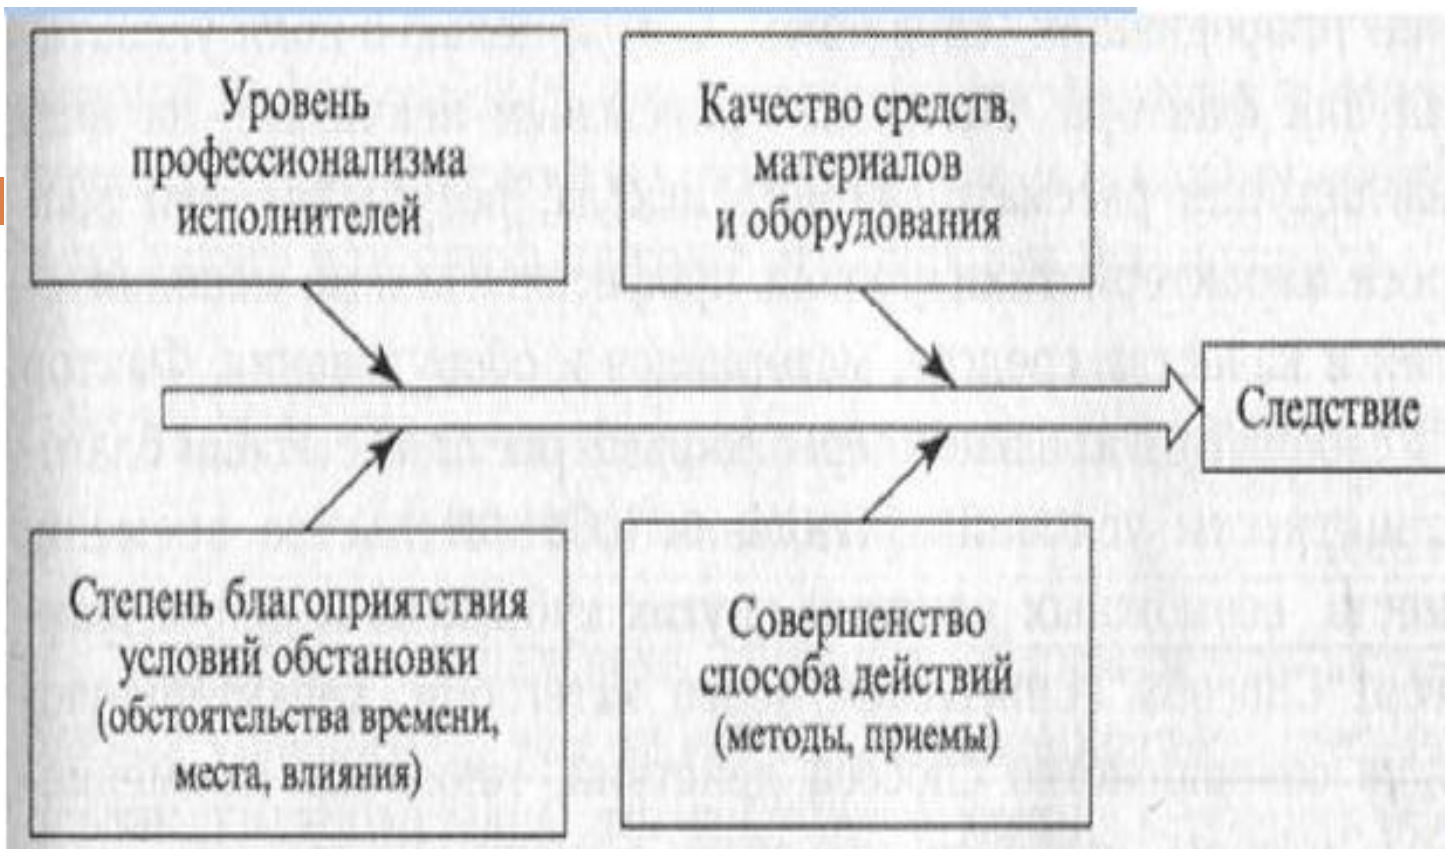 Уровень
профессионализма
исполнителей
Качество средств,
материалов
и оборудования
Следствие
Степень благоприятствия
условий обстановки
(обстоятельства времени,
места, влияния)
Совершенство
способа действий
(методы, приемы)